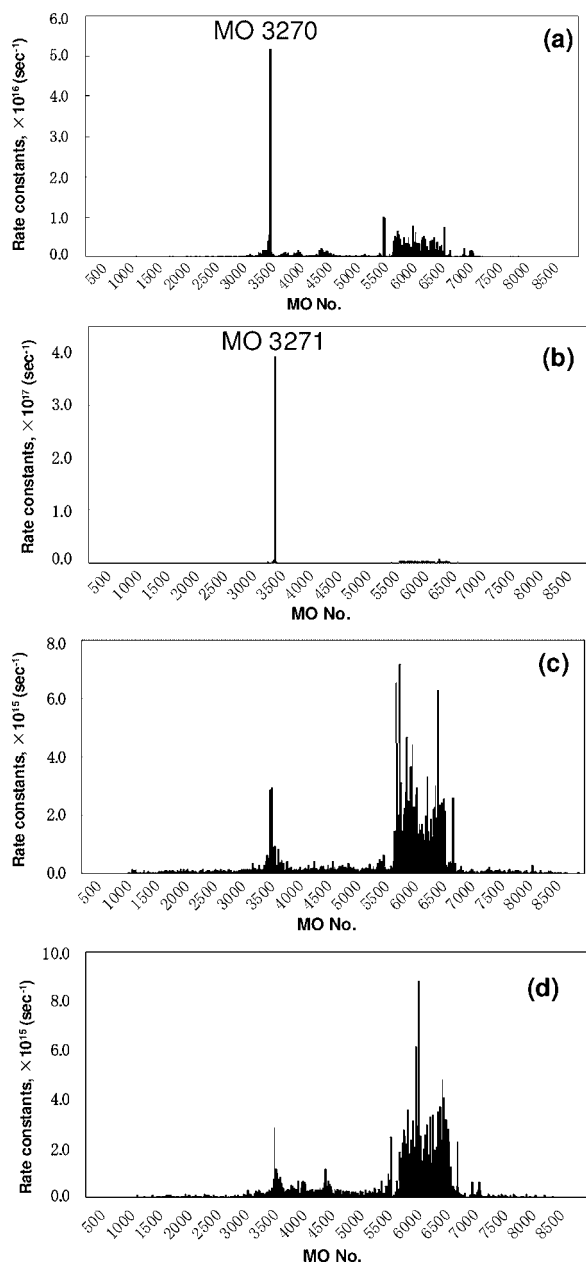 MO 3270
(a)
Rate constants, ×10¹⁶ (sec⁻¹)
6.0
5.0
4.0
3.0
2.0
1.0
0.0
500 1000 1500 2000 2500 3000 3500 4000 4500 5000 5500 6000 6500 7000 7500 8000 8500
MO No.
MO 3271
(b)
Rate constants, ×10¹⁷ (sec⁻¹)
4.0
3.0
2.0
1.0
0.0
500 1000 1500 2000 2500 3000 3500 4000 4500 5000 5500 6000 6500 7000 7500 8000 8500
MO No.
(c)
Rate constants, ×10¹⁵ (sec⁻¹)
8.0
6.0
4.0
2.0
0.0
500 1000 1500 2000 2500 3000 3500 4000 4500 5000 5500 6000 6500 7000 7500 8000 8500
MO No.
(d)
Rate constants, ×10¹⁵ (sec⁻¹)
10.0
8.0
6.0
4.0
2.0
0.0
500 1000 1500 2000 2500 3000 3500 4000 4500 5000 5500 6000 6500 7000 7500 8000 8500
MO No.